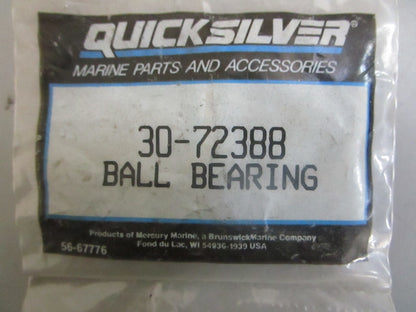 QUICKSILVER®
MARINE PARTS AND ACCESSORIES
30-72388
BALL BEARING
Products of Mercury Marine, a Brunswick Marine Company
Fond du Lac, WI 54936-1939 USA
56-67776